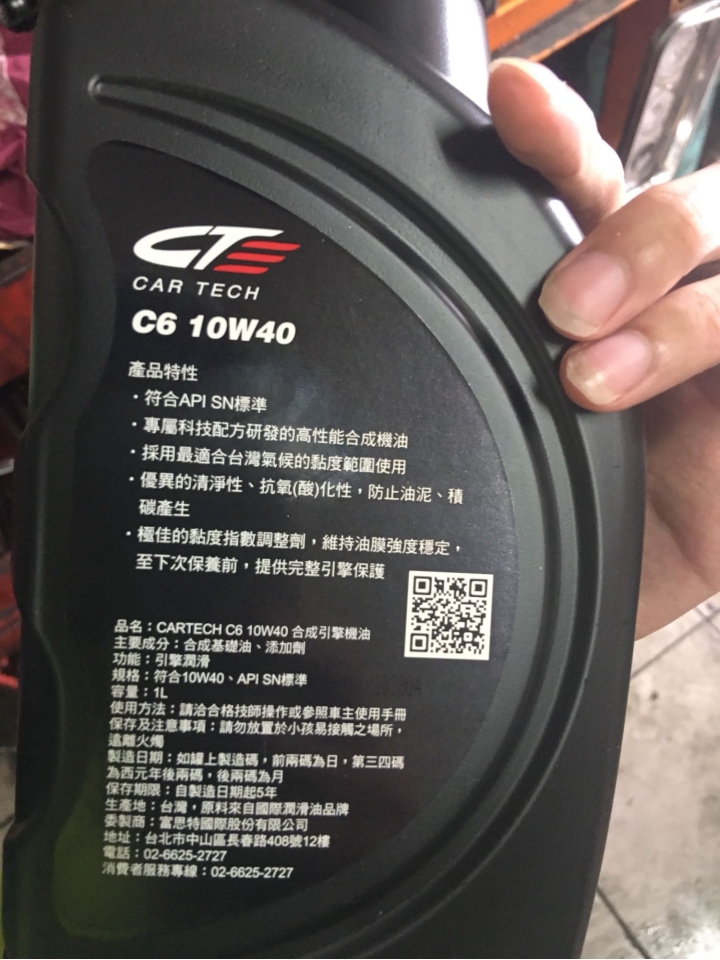 CTE
CAR TECH
C6 10W40
產品特性
・符合API SN標準
・專屬科技配方研發的高性能合成機油
・採用最適合台灣氣候的黏度範圍使用
・優異的清淨性、抗氧(酸)化性，防止油泥、積
碳產生
・極佳的黏度指數調整劑，維持油膜強度穩定，
至下次保養前，提供完整引擎保護
品名：CARTECH C6 10W40 合成引擎機油
主要成分：合成基礎油、添加劑
功能：引擎潤滑
規格：符合10W40、API SN標準
容量：1L
使用方法：請洽合格技師操作或參照車主使用手冊
保存及注意事項：請勿放置於小孩易接觸之場所，
遠離火燭
製造日期：如罐上製造碼，前兩碼為日，第三四碼
為西元年後兩碼，後兩碼為月
保存期限：自製造日期起5年
生產地：台灣，原料來自國際潤滑油品牌
委製商：富思特國際股份有限公司
地址：台北市中山區長春路408號12樓
電話：02-6625-2727
消費者服務專線：02-6625-2727